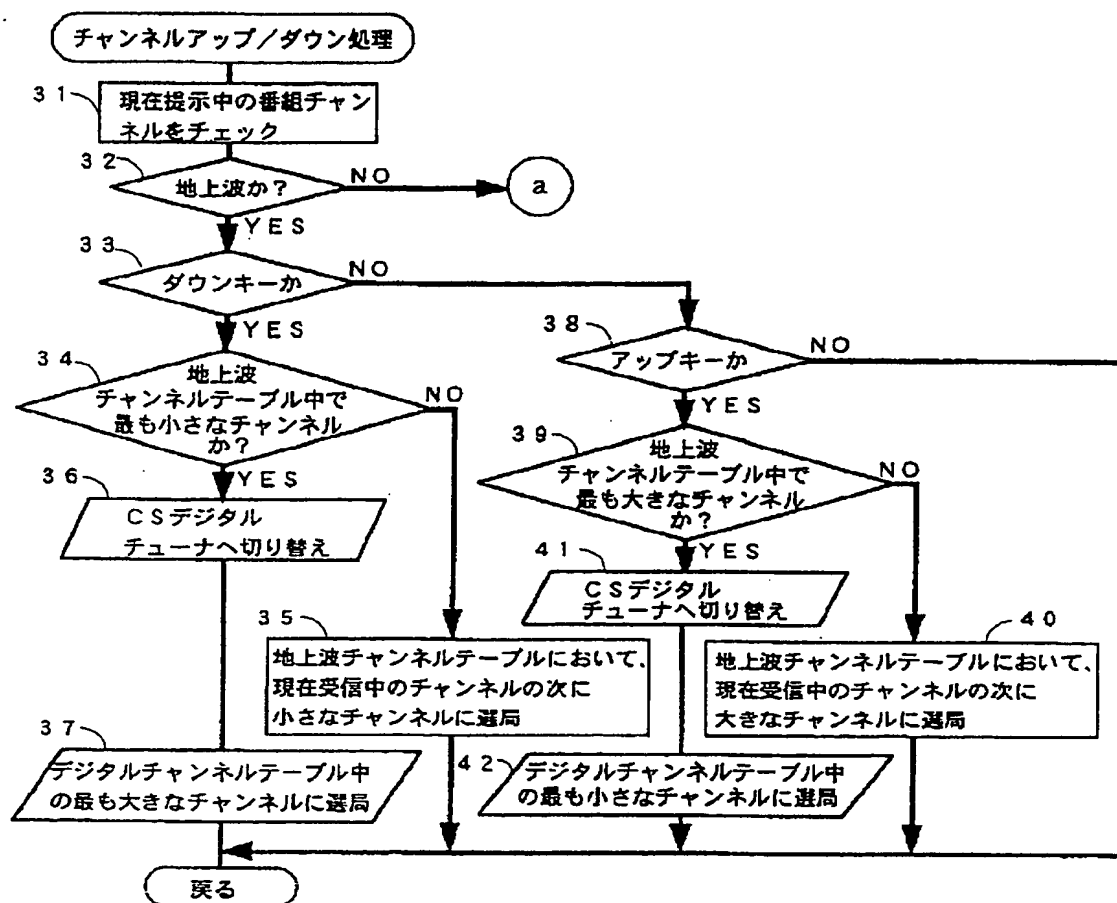 チャンネルアップ/ダウン処理
31
現在提示中の番組チャン
ネルをチェック
32
地上波か?
NO
a
YES
33
ダウンキーか
NO
YES
34
地上波
チャンネルテーブル中で
最も小さなチャンネル
か?
NO
YES
36
CSデジタル
チューナへ切り替え
35
地上波チャンネルテーブルにおいて、
現在受信中のチャンネルの次に
小さなチャンネルに選局
37
デジタルチャンネルテーブル中
の最も大きなチャンネルに選局
38
アップキーか
NO
YES
39
地上波
チャンネルテーブル中で
最も大きなチャンネル
か?
NO
YES
41
CSデジタル
チューナへ切り替え
40
地上波チャンネルテーブルにおいて、
現在受信中のチャンネルの次に
大きなチャンネルに選局
42
デジタルチャンネルテーブル中
の最も小さなチャンネルに選局
戻る